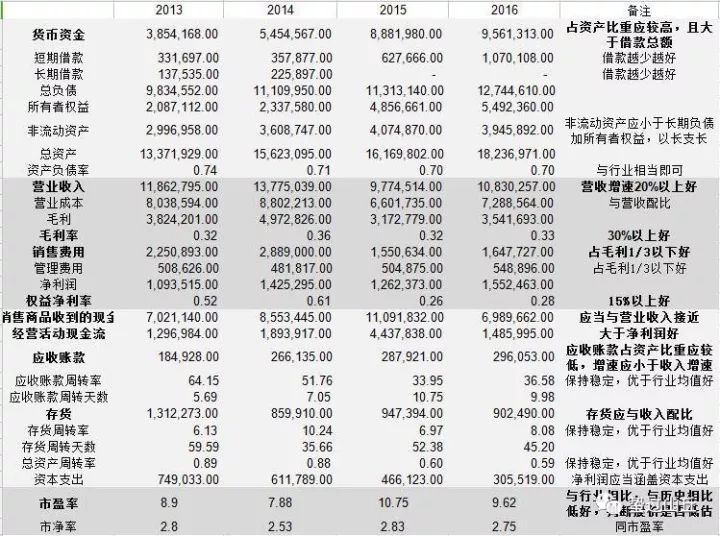 2013 2014 2015 2016 备注
货币资金 3,854,168.00 5,454,567.00 8,881,980.00 9,561,313.00 占资产比重应较高，且大
于借款总额
短期借款 331,697.00 357,877.00 627,666.00 1,070,108.00 借款越少越好
长期借款 137,535.00 225,897.00 - - 借款越少越好
总负债 9,834,552.00 11,109,950.00 11,313,140.00 12,744,610.00
所有者权益 2,087,112.00 2,337,580.00 4,856,661.00 5,492,360.00
非流动资产 2,996,958.00 3,608,747.00 4,074,870.00 3,945,892.00 非流动资产应小于长期负债
加所有者权益，以长支长
总资产 13,371,929.00 15,623,095.00 16,169,802.00 18,236,971.00
资产负债率 0.74 0.71 0.70 0.70 与行业相当即可
营业收入 11,862,795.00 13,775,039.00 9,774,514.00 10,830,257.00 营收增速20%以上好
营业成本 8,038,594.00 8,802,213.00 6,601,735.00 7,288,564.00 与营收配比
毛利 3,824,201.00 4,972,826.00 3,172,779.00 3,541,693.00
毛利率 0.32 0.36 0.32 0.33 30%以上好
销售费用 2,250,893.00 2,889,000.00 1,550,634.00 1,647,727.00 占毛利1/3以下好
管理费用 508,626.00 481,817.00 504,875.00 548,896.00 占毛利1/3以下好
净利润 1,093,515.00 1,425,295.00 1,262,373.00 1,552,463.00
权益净利率 0.52 0.61 0.26 0.28 15%以上好
销售商品收到的现金 7,021,140.00 8,553,445.00 11,091,832.00 6,989,662.00 应当与营业收入接近
经营活动现金流 1,296,984.00 1,893,917.00 4,437,838.00 1,485,995.00 大于净利润好
应收账款 184,928.00 266,135.00 287,921.00 296,053.00 应收账款占资产比重应较
低，增速应小于收入增速
应收账款周转率 64.15 51.76 33.95 36.58 保持稳定，优于行业均值好
应收账款周转天数 5.69 7.05 10.75 9.98
存货 1,312,273.00 859,910.00 947,394.00 902,490.00 存货应与收入配比
存货周转率 6.13 10.24 6.97 8.08 保持稳定，优于行业均值好
存货周转天数 59.59 35.66 52.38 45.20
总资产周转率 0.89 0.88 0.60 0.59 保持稳定，优于行业均值好
资本支出 749,033.00 611,789.00 466,123.00 305,519.00 净利润应当涵盖资本支出
市盈率 8.9 7.88 10.75 9.62 与行业相比，与历史相比
低好，判断股价是否低估
市净率 2.8 2.53 2.83 2.75 同市盈率